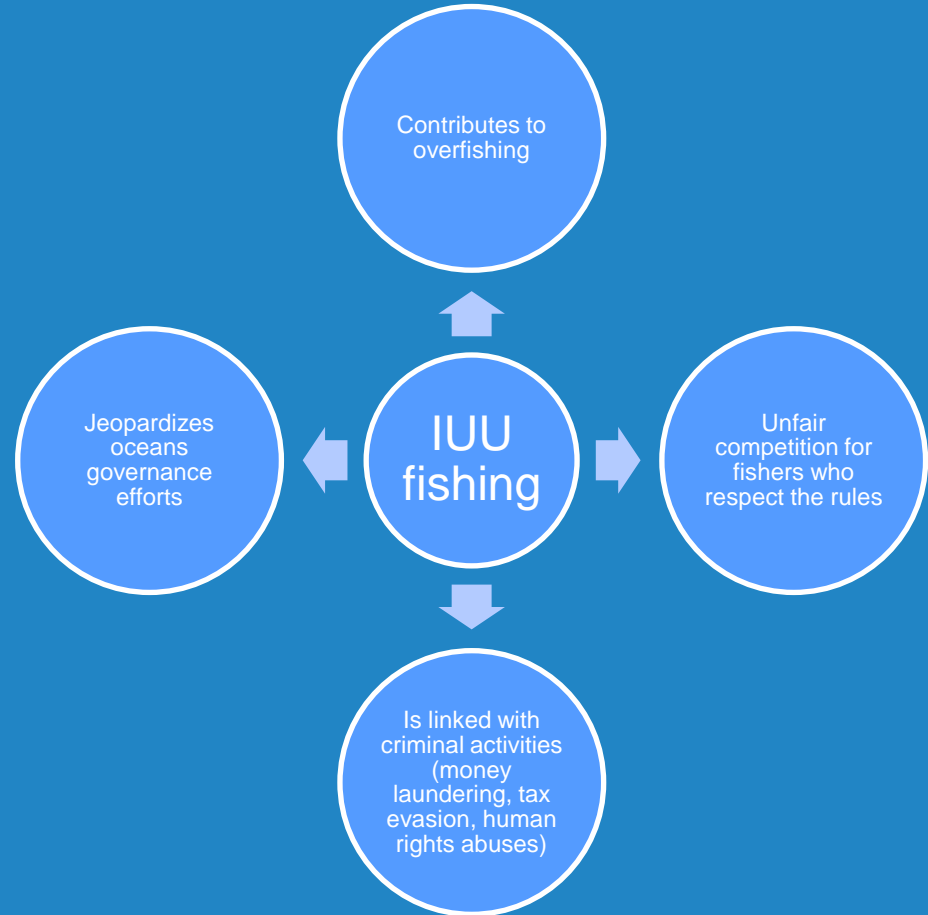 Contributes to
overfishing
Jeopardizes
oceans
governance
efforts
IUU
fishing
Unfair
competition for
fishers who
respect the rules
Is linked with
criminal activities
(money
laundering, tax
evasion, human
rights abuses)